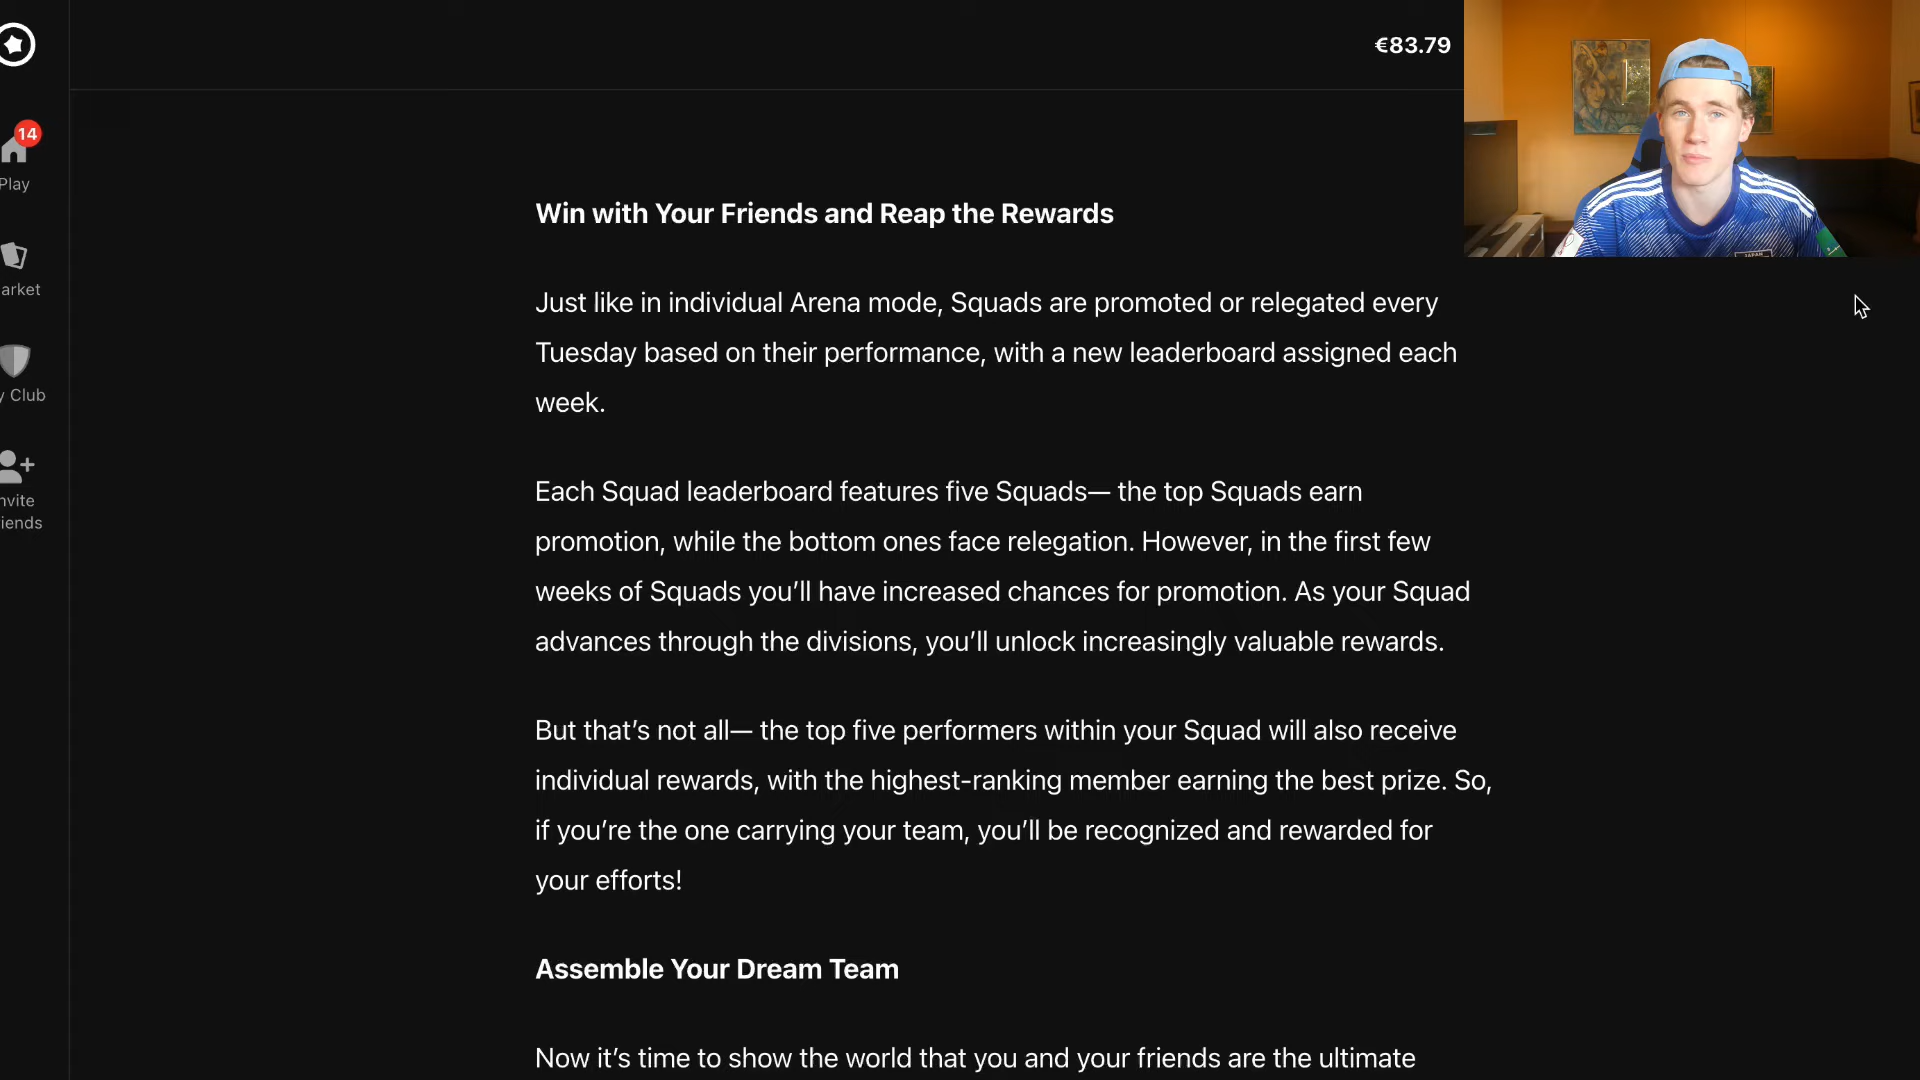 €83.79
14
Play
arket
y Club
nvite
iends
Win with Your Friends and Reap the Rewards
Just like in individual Arena mode, Squads are promoted or relegated every
Tuesday based on their performance, with a new leaderboard assigned each
week.
Each Squad leaderboard features five Squads— the top Squads earn
promotion, while the bottom ones face relegation. However, in the first few
weeks of Squads you’ll have increased chances for promotion. As your Squad
advances through the divisions, you’ll unlock increasingly valuable rewards.
But that’s not all— the top five performers within your Squad will also receive
individual rewards, with the highest-ranking member earning the best prize. So,
if you’re the one carrying your team, you’ll be recognized and rewarded for
your efforts!
Assemble Your Dream Team
Now it’s time to show the world that you and your friends are the ultimate
JAPAN